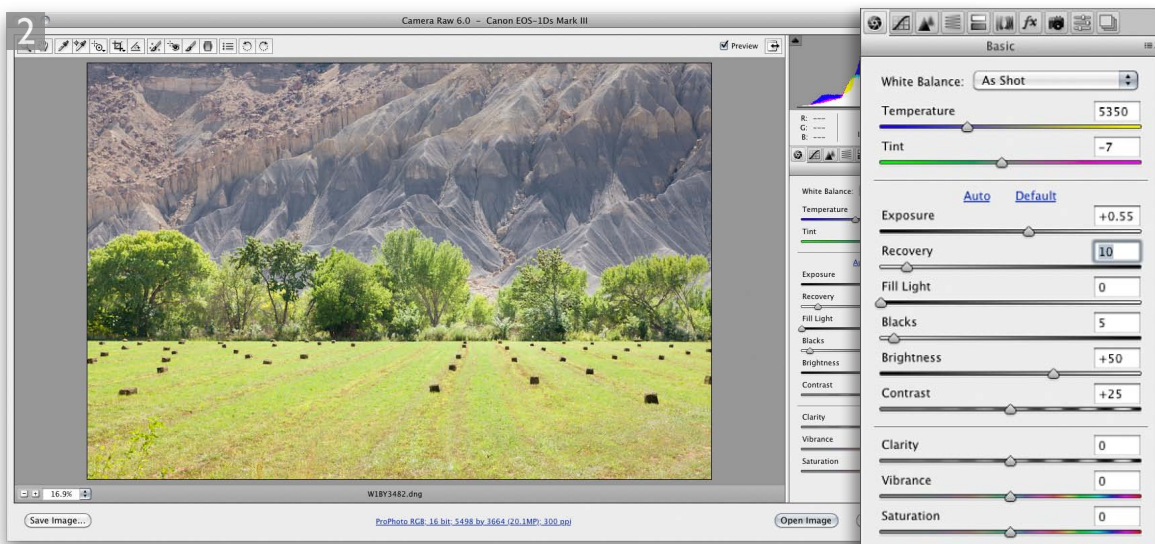 2
Camera Raw 6.0 – Canon EOS-1Ds Mark III
Preview
R: ---
G: ---
B: ---
White Balance:
Temperature
Tint
Exposure
Recovery
Fill Light
Blacks
Brightness
Contrast
Clarity
Vibrance
Saturation
16.9%
W1BY3482.dng
Save Image...
ProPhoto RGB; 16 bit; 5498 by 3664 (20.1MP); 300 ppi
Open Image
fx
Basic
White Balance: As Shot
Temperature 5350
Tint -7
Auto Default
Exposure +0.55
Recovery 10
Fill Light 0
Blacks 5
Brightness +50
Contrast +25
Clarity 0
Vibrance 0
Saturation 0